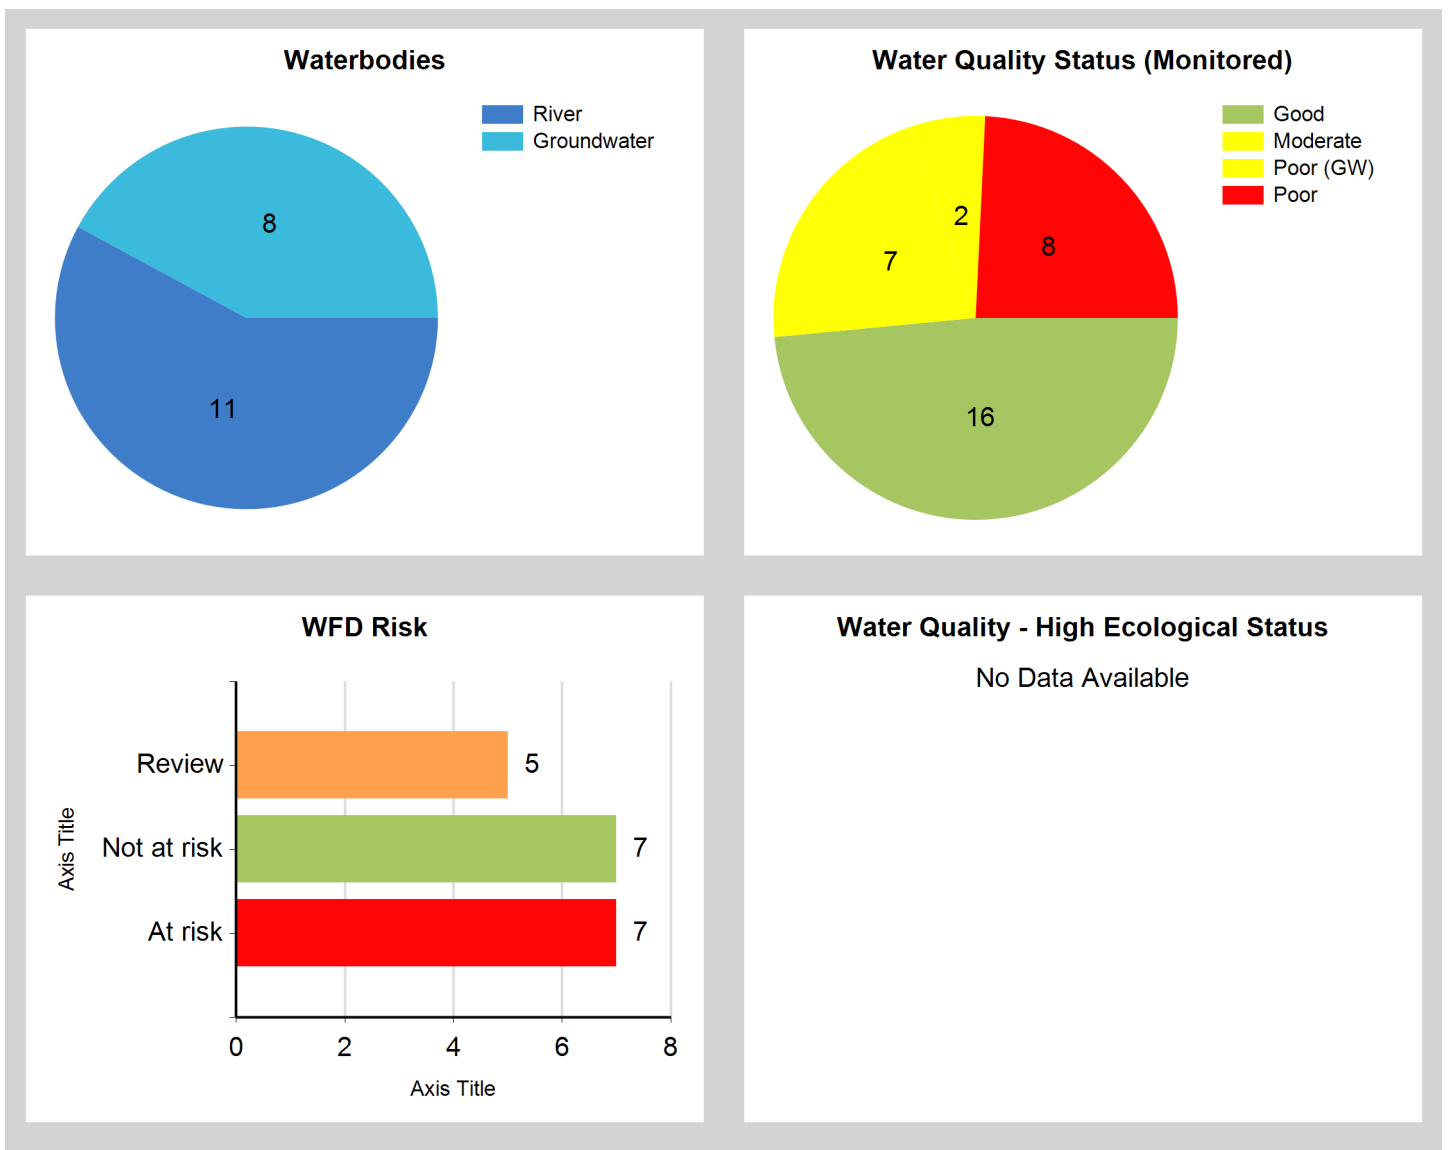 Waterbodies
River
Groundwater
8
11
Water Quality Status (Monitored)
Good
Moderate
Poor (GW)
Poor
2
8
7
16
WFD Risk
Review
5
Not at risk
7
At risk
7
Axis Title
0 2 4 6 8
Axis Title
Water Quality - High Ecological Status
No Data Available